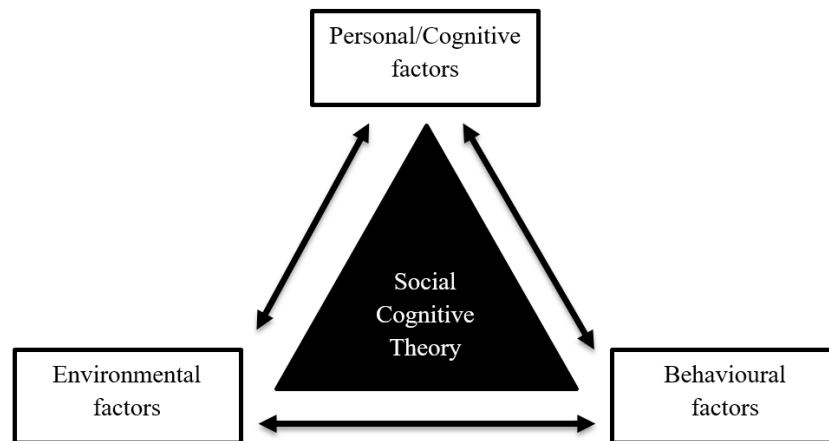 Personal/Cognitive
factors
Social
Cognitive
Theory
Environmental
factors
Behavioural
factors